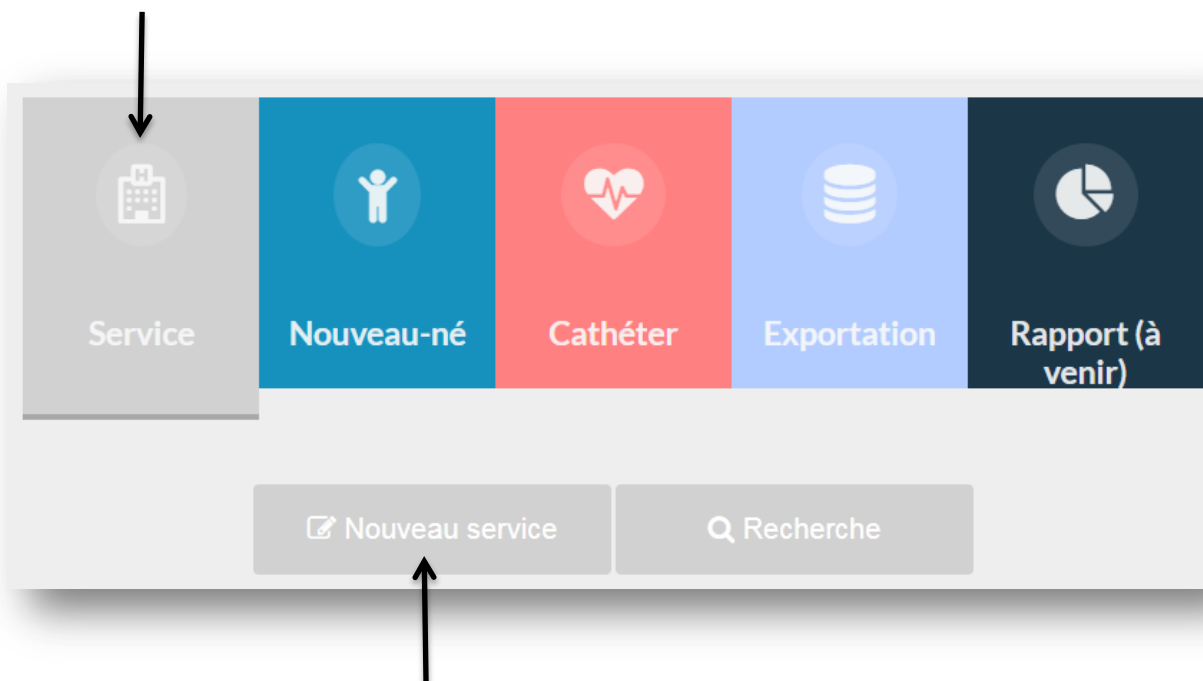 Service
Nouveau-né
Cathéter
Exportation
Rapport (à
venir)
Nouveau service
Recherche